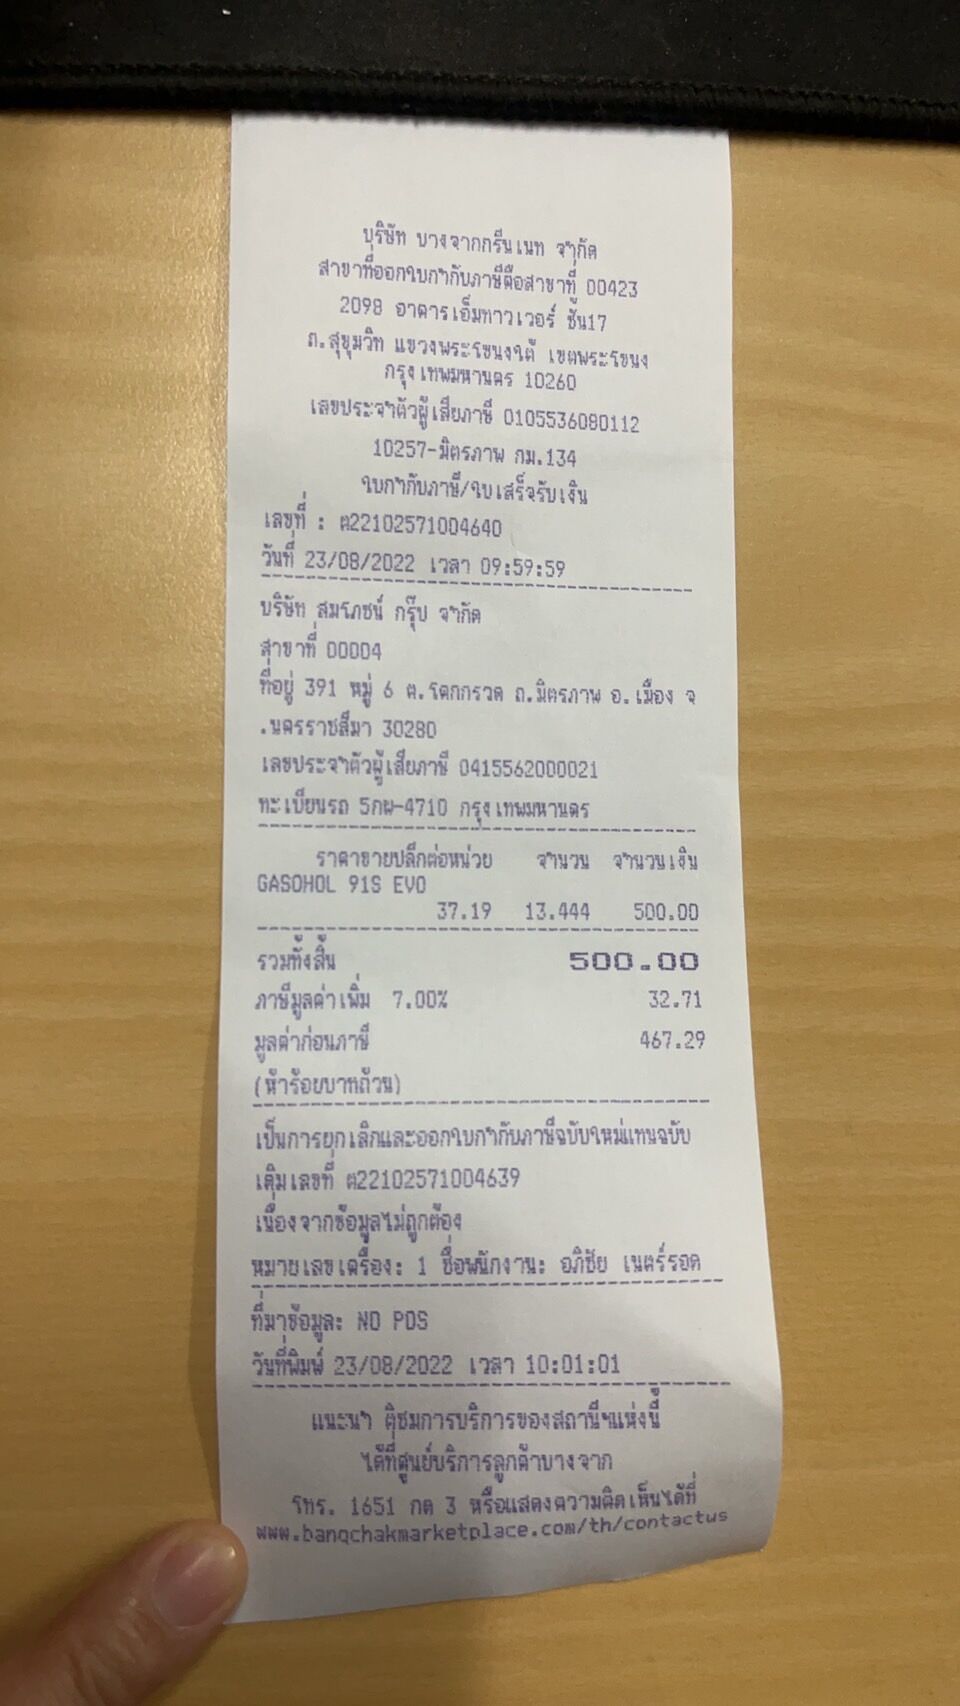 บริษัท บางจากกรีนเนท จำกัด
สาขาที่ออกใบกำกับภาษีคือสาขาที่ 00423
2098 อาคารเอ็มทาวเวอร์ ชั้น17
ถ.สุขุมวิท แขวงพระโขนงใต้ เขตพระโขนง
กรุงเทพมหานคร 10260
เลขประจำตัวผู้เสียภาษี 0105536080112
10257-มิตรภาพ กม.134
ใบกำกับภาษี/ใบเสร็จรับเงิน
เลขที่ : ต22102571004640
วันที่ 23/08/2022 เวลา 09:59:59
บริษัท สมโภชน์ กรุ๊ป จำกัด
สาขาที่ 00004
ที่อยู่ 391 หมู่ 6 ต.โคกกรวด ถ.มิตรภาพ อ.เมือง จ
.นครราชสีมา 30280
เลขประจำตัวผู้เสียภาษี 0415562000021
ทะเบียนรถ 5กผ-4710 กรุงเทพมหานคร
ราคาขายปลีกต่อหน่วย จำนวน จำนวนเงิน
GASOHOL 91S EVO
37.19 13.444 500.00
รวมทั้งสิ้น 500.00
ภาษีมูลค่าเพิ่ม 7.00% 32.71
มูลค่าก่อนภาษี 467.29
(ห้าร้อยบาทถ้วน)
เป็นการยกเลิกและออกใบกำกับภาษีฉบับใหม่แทนฉบับ
เดิมเลขที่ ต22102571004639
เนื่องจากข้อมูลไม่ถูกต้อง
หมายเลขเครื่อง: 1 ชื่อพนักงาน: อภิชัย เนตร์รอด
ที่มาข้อมูล: NO POS
วันที่พิมพ์ 23/08/2022 เวลา 10:01:01
แนะนำ ติชมการบริการของสถานีฯแห่งนี้
ได้ที่ศูนย์บริการลูกค้าบางจาก
โทร. 1651 กด 3 หรือแสดงความคิดเห็นได้ที่
www.bangchakmarketplace.com/th/contactus